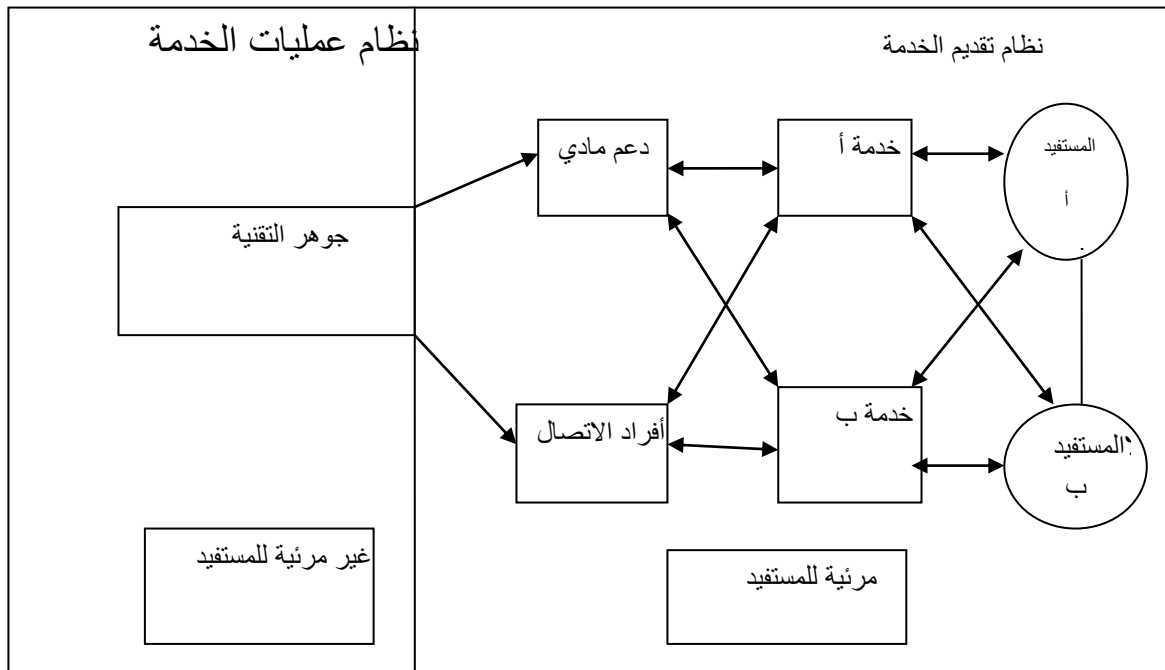 نظام تقديم الخدمة
نظام عمليات الخدمة
المستفيد
أ
خدمة أ
دعم مادي
جوهر التقنية
المستفيد
ب
خدمة ب
أفراد الاتصال
مرئية للمستفيد
غير مرئية للمستفيد